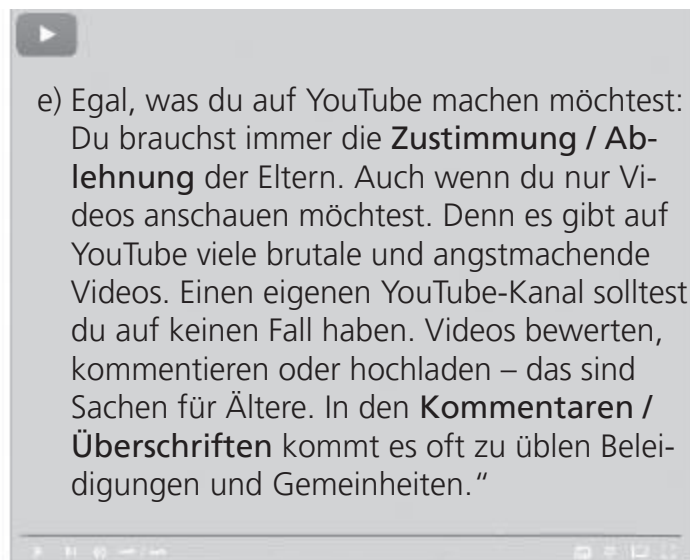 e) Egal, was du auf YouTube machen möchtest:
Du brauchst immer die Zustimmung / Ab-
lehnung der Eltern. Auch wenn du nur Vi-
deos anschauen möchtest. Denn es gibt auf
YouTube viele brutale und angstmachende
Videos. Einen eigenen YouTube-Kanal solltest
du auf keinen Fall haben. Videos bewerten,
kommentieren oder hochladen – das sind
Sachen für Ältere. In den Kommentaren /
Überschriften kommt es oft zu üblen Belei-
digungen und Gemeinheiten.“